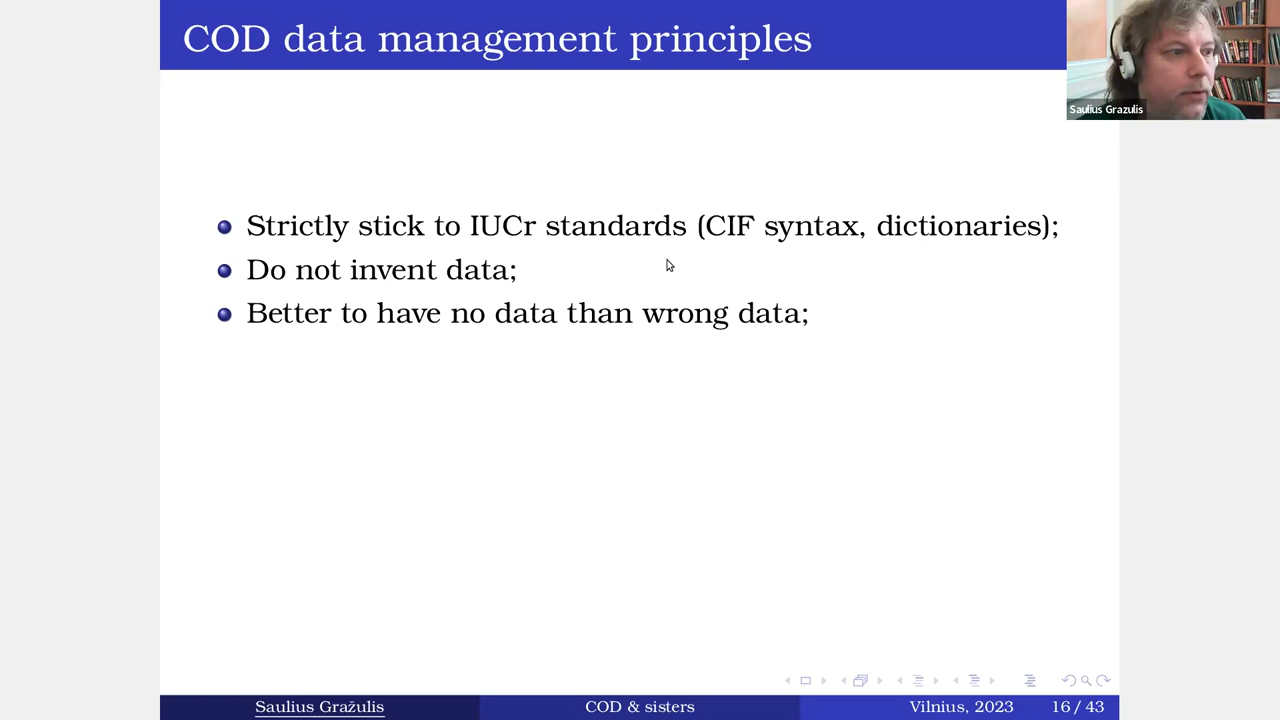 COD data management principles
Saulius Grazulis
Strictly stick to IUCr standards (CIF syntax, dictionaries);
Do not invent data;
Better to have no data than wrong data;
Saulius Gražulis
COD & sisters
Vilnius, 2023
16 / 43